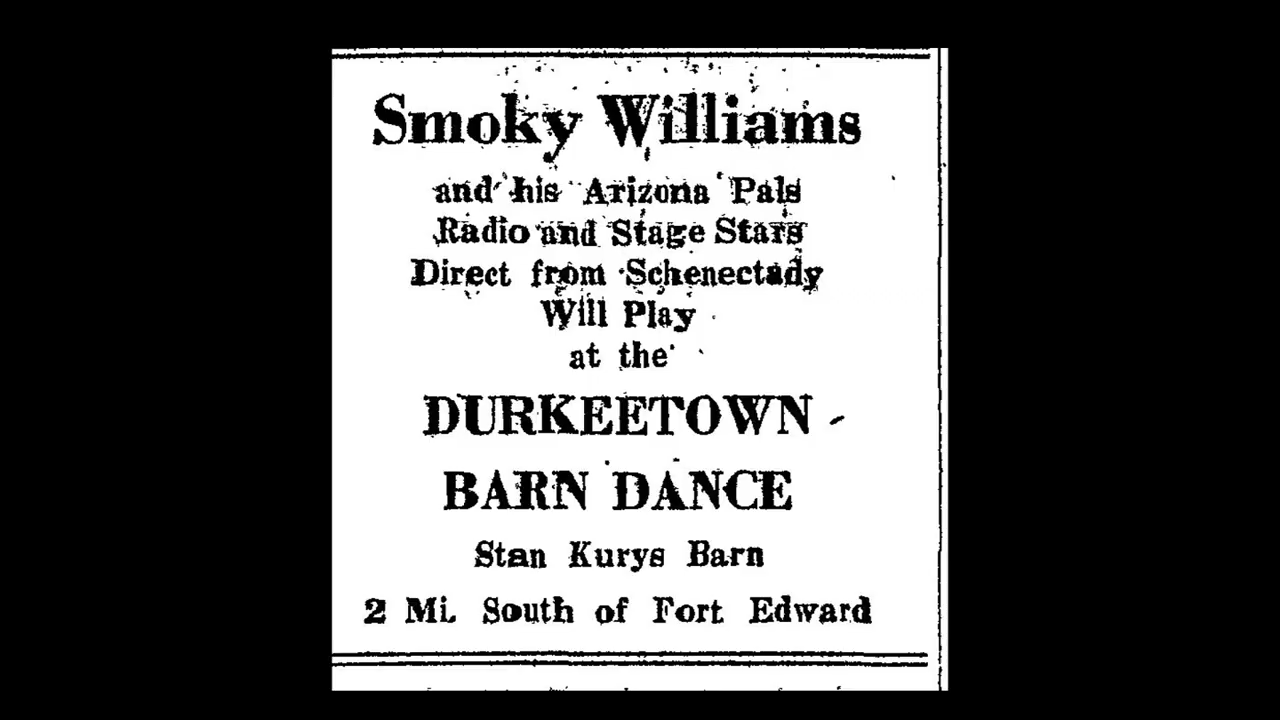 Smoky Williams
and his Arizona Pals
Radio and Stage Stars
Direct from Schenectady
Will Play
at the
DURKEETOWN
BARN DANCE
Stan Kurys Barn
2 Mi. South of Fort Edward